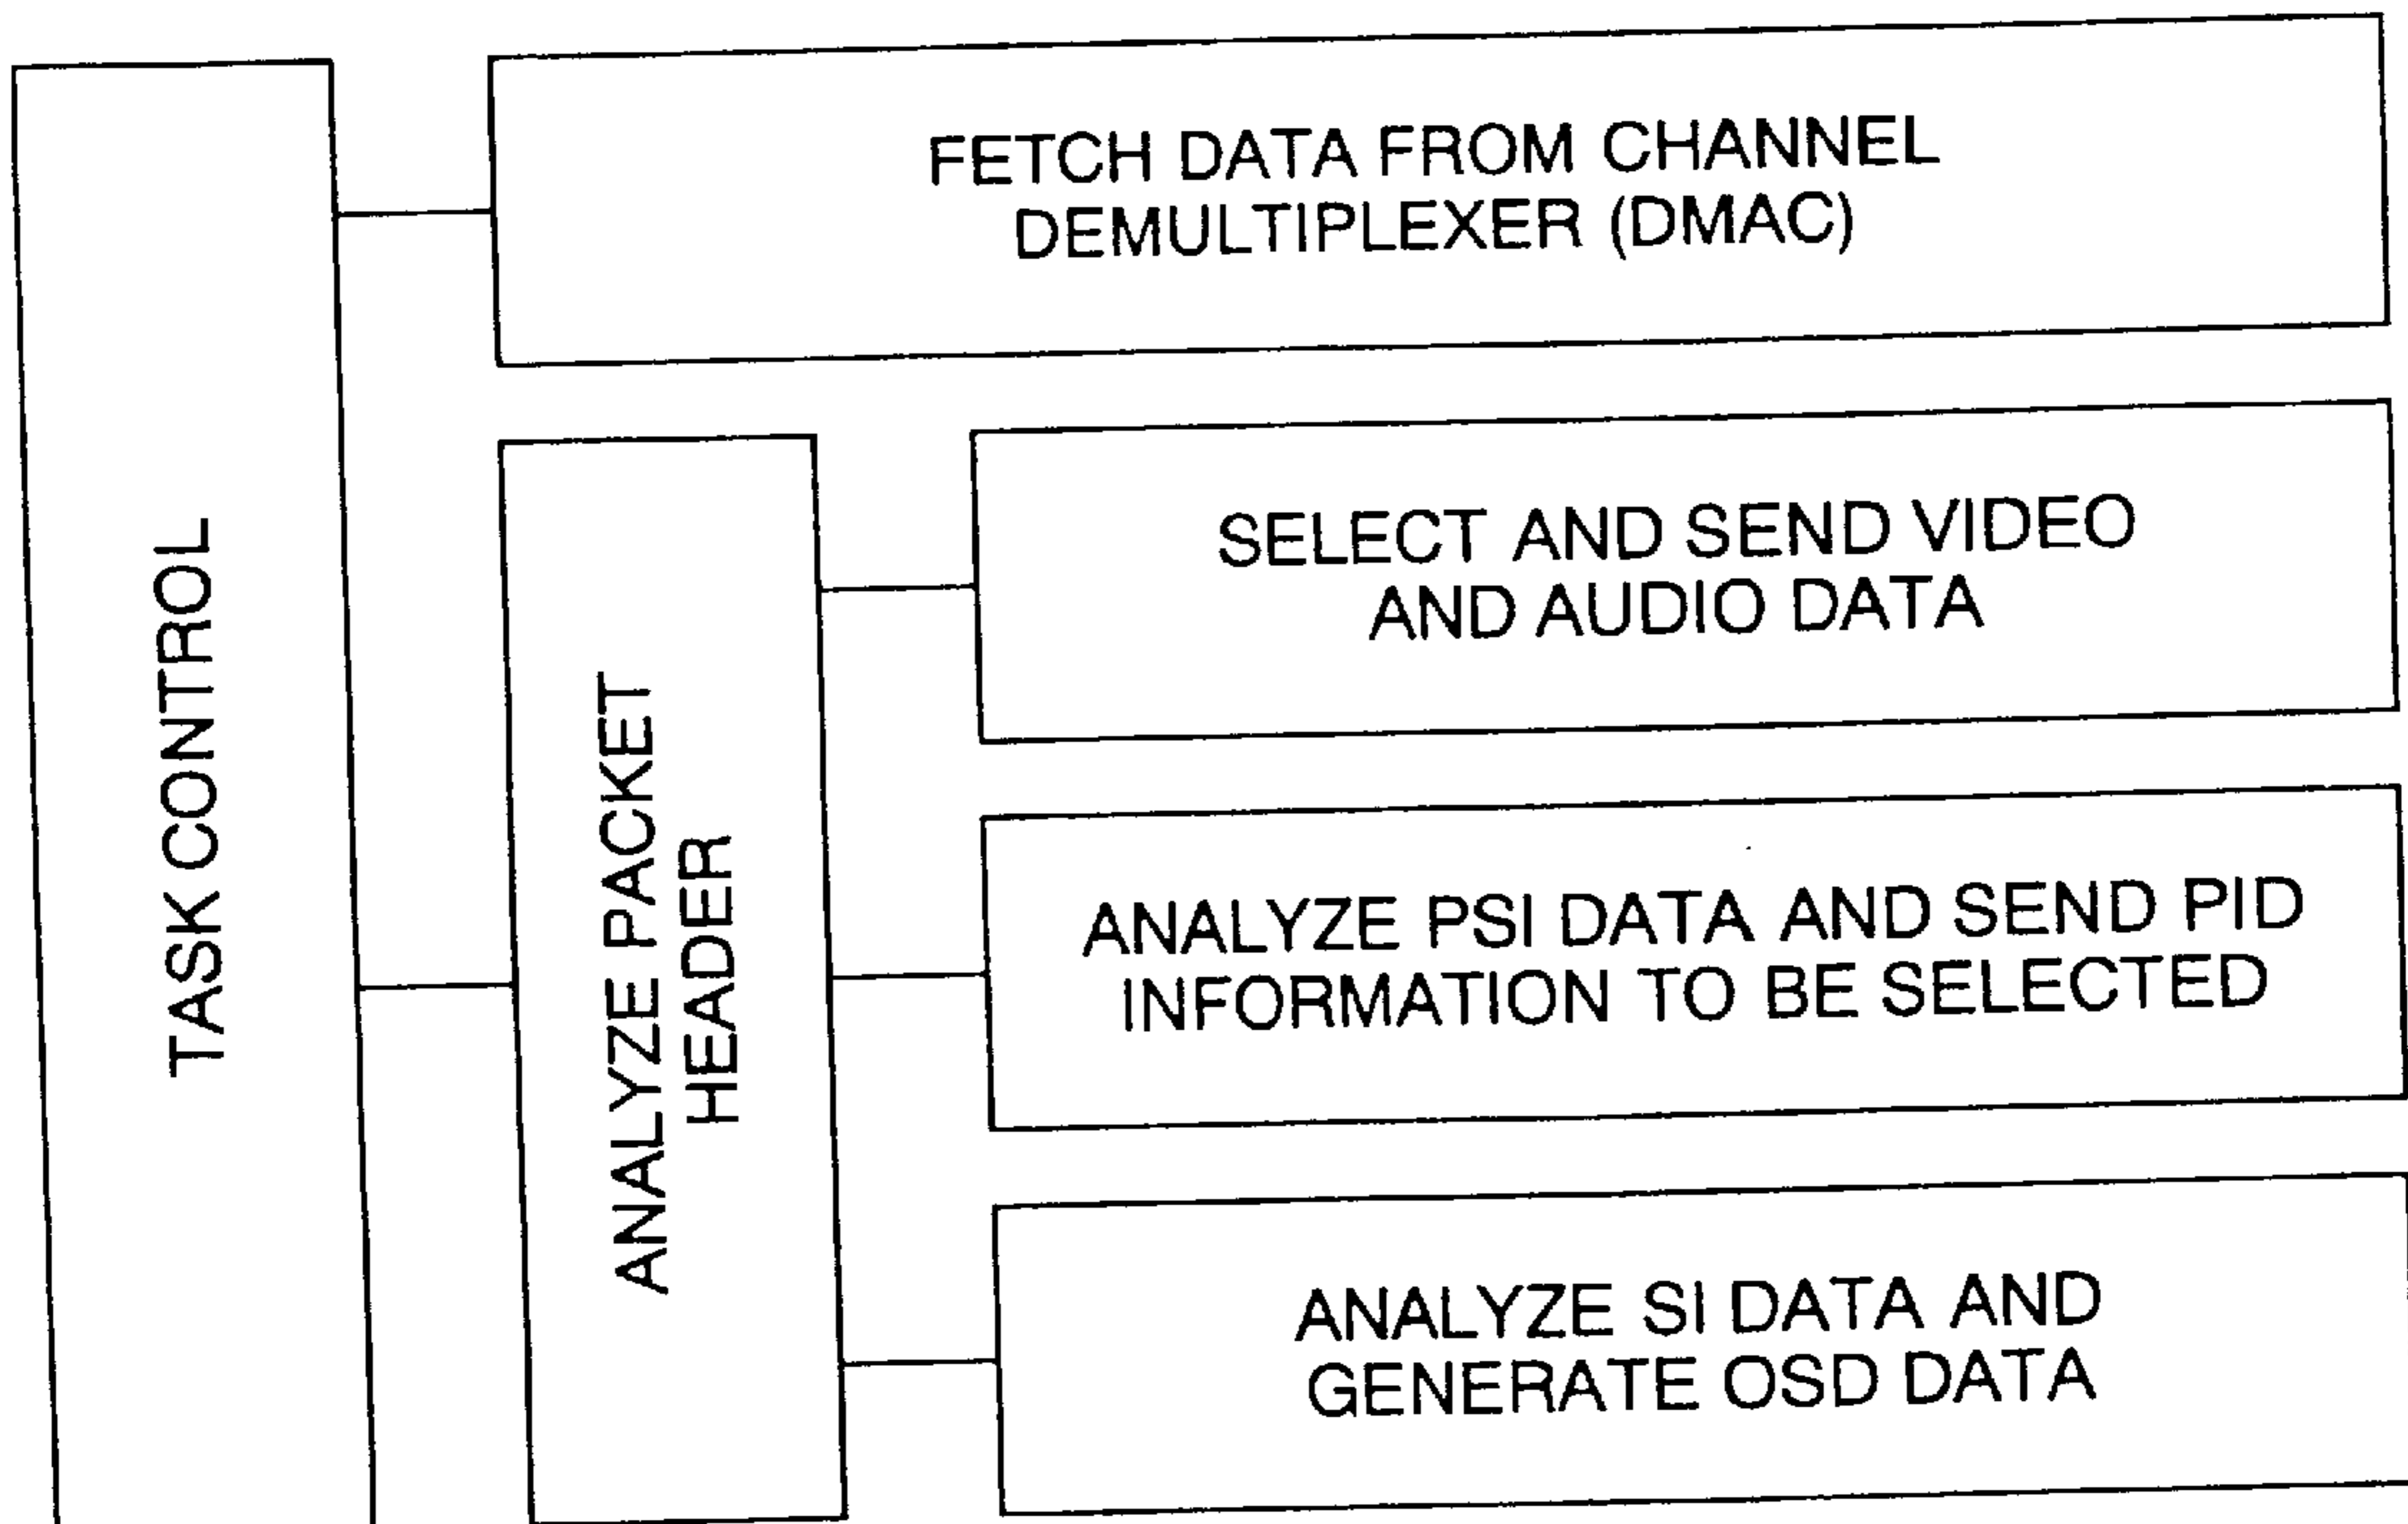 TASK CONTROL
FETCH DATA FROM CHANNEL
DEMULTIPLEXER (DMAC)
ANALYZE PACKET
HEADER
SELECT AND SEND VIDEO
AND AUDIO DATA
ANALYZE PSI DATA AND SEND PID
INFORMATION TO BE SELECTED
ANALYZE SI DATA AND
GENERATE OSD DATA